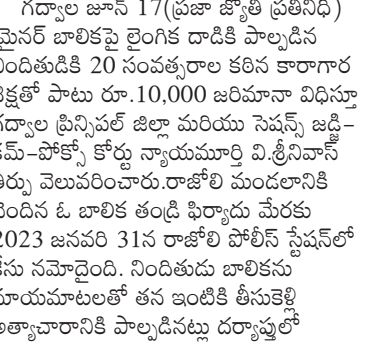 గద్వాల జూన్ 17(ప్రజా జ్యోతి ప్రతినిధి)
మైనర్ బాలికపై లైంగిక దాడికి పాల్పడిన
నిందితుడికి 20 సంవత్సరాల కఠిన కారాగార
శిక్షతో పాటు రూ.10,000 జరిమానా విధిస్తూ
గద్వాల ప్రిన్సిపల్ జిల్లా మరియు సెషన్స్ జడ్జి-
కమ్-పోక్సో కోర్టు న్యాయమూర్తి వి.శ్రీనివాస్
తీర్పు వెలువరించారు.రాజోలి మండలానికి
చెందిన ఓ బాలిక తండ్రి ఫిర్యాదు మేరకు
2023 జనవరి 31న రాజోలి పోలీస్ స్టేషన్‌లో
కేసు నమోదైంది. నిందితుడు బాలికను
మాయమాటలతో తన ఇంటికి తీసుకెళ్లి
అత్యాచారానికి పాల్పడినట్లు దర్యాప్తులో